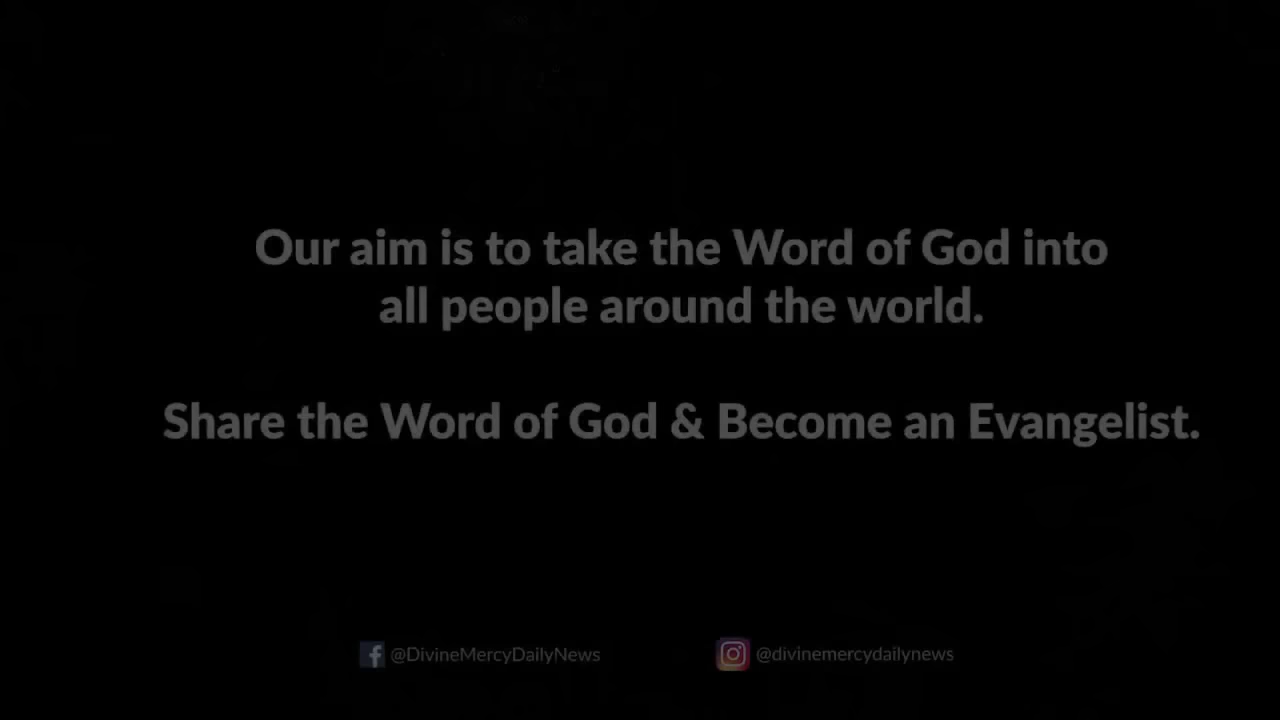 Our aim is to take the Word of God into
all people around the world.
Share the Word of God & Become an Evangelist.
@DivineMercyDailyNews
@divinemercydailynews